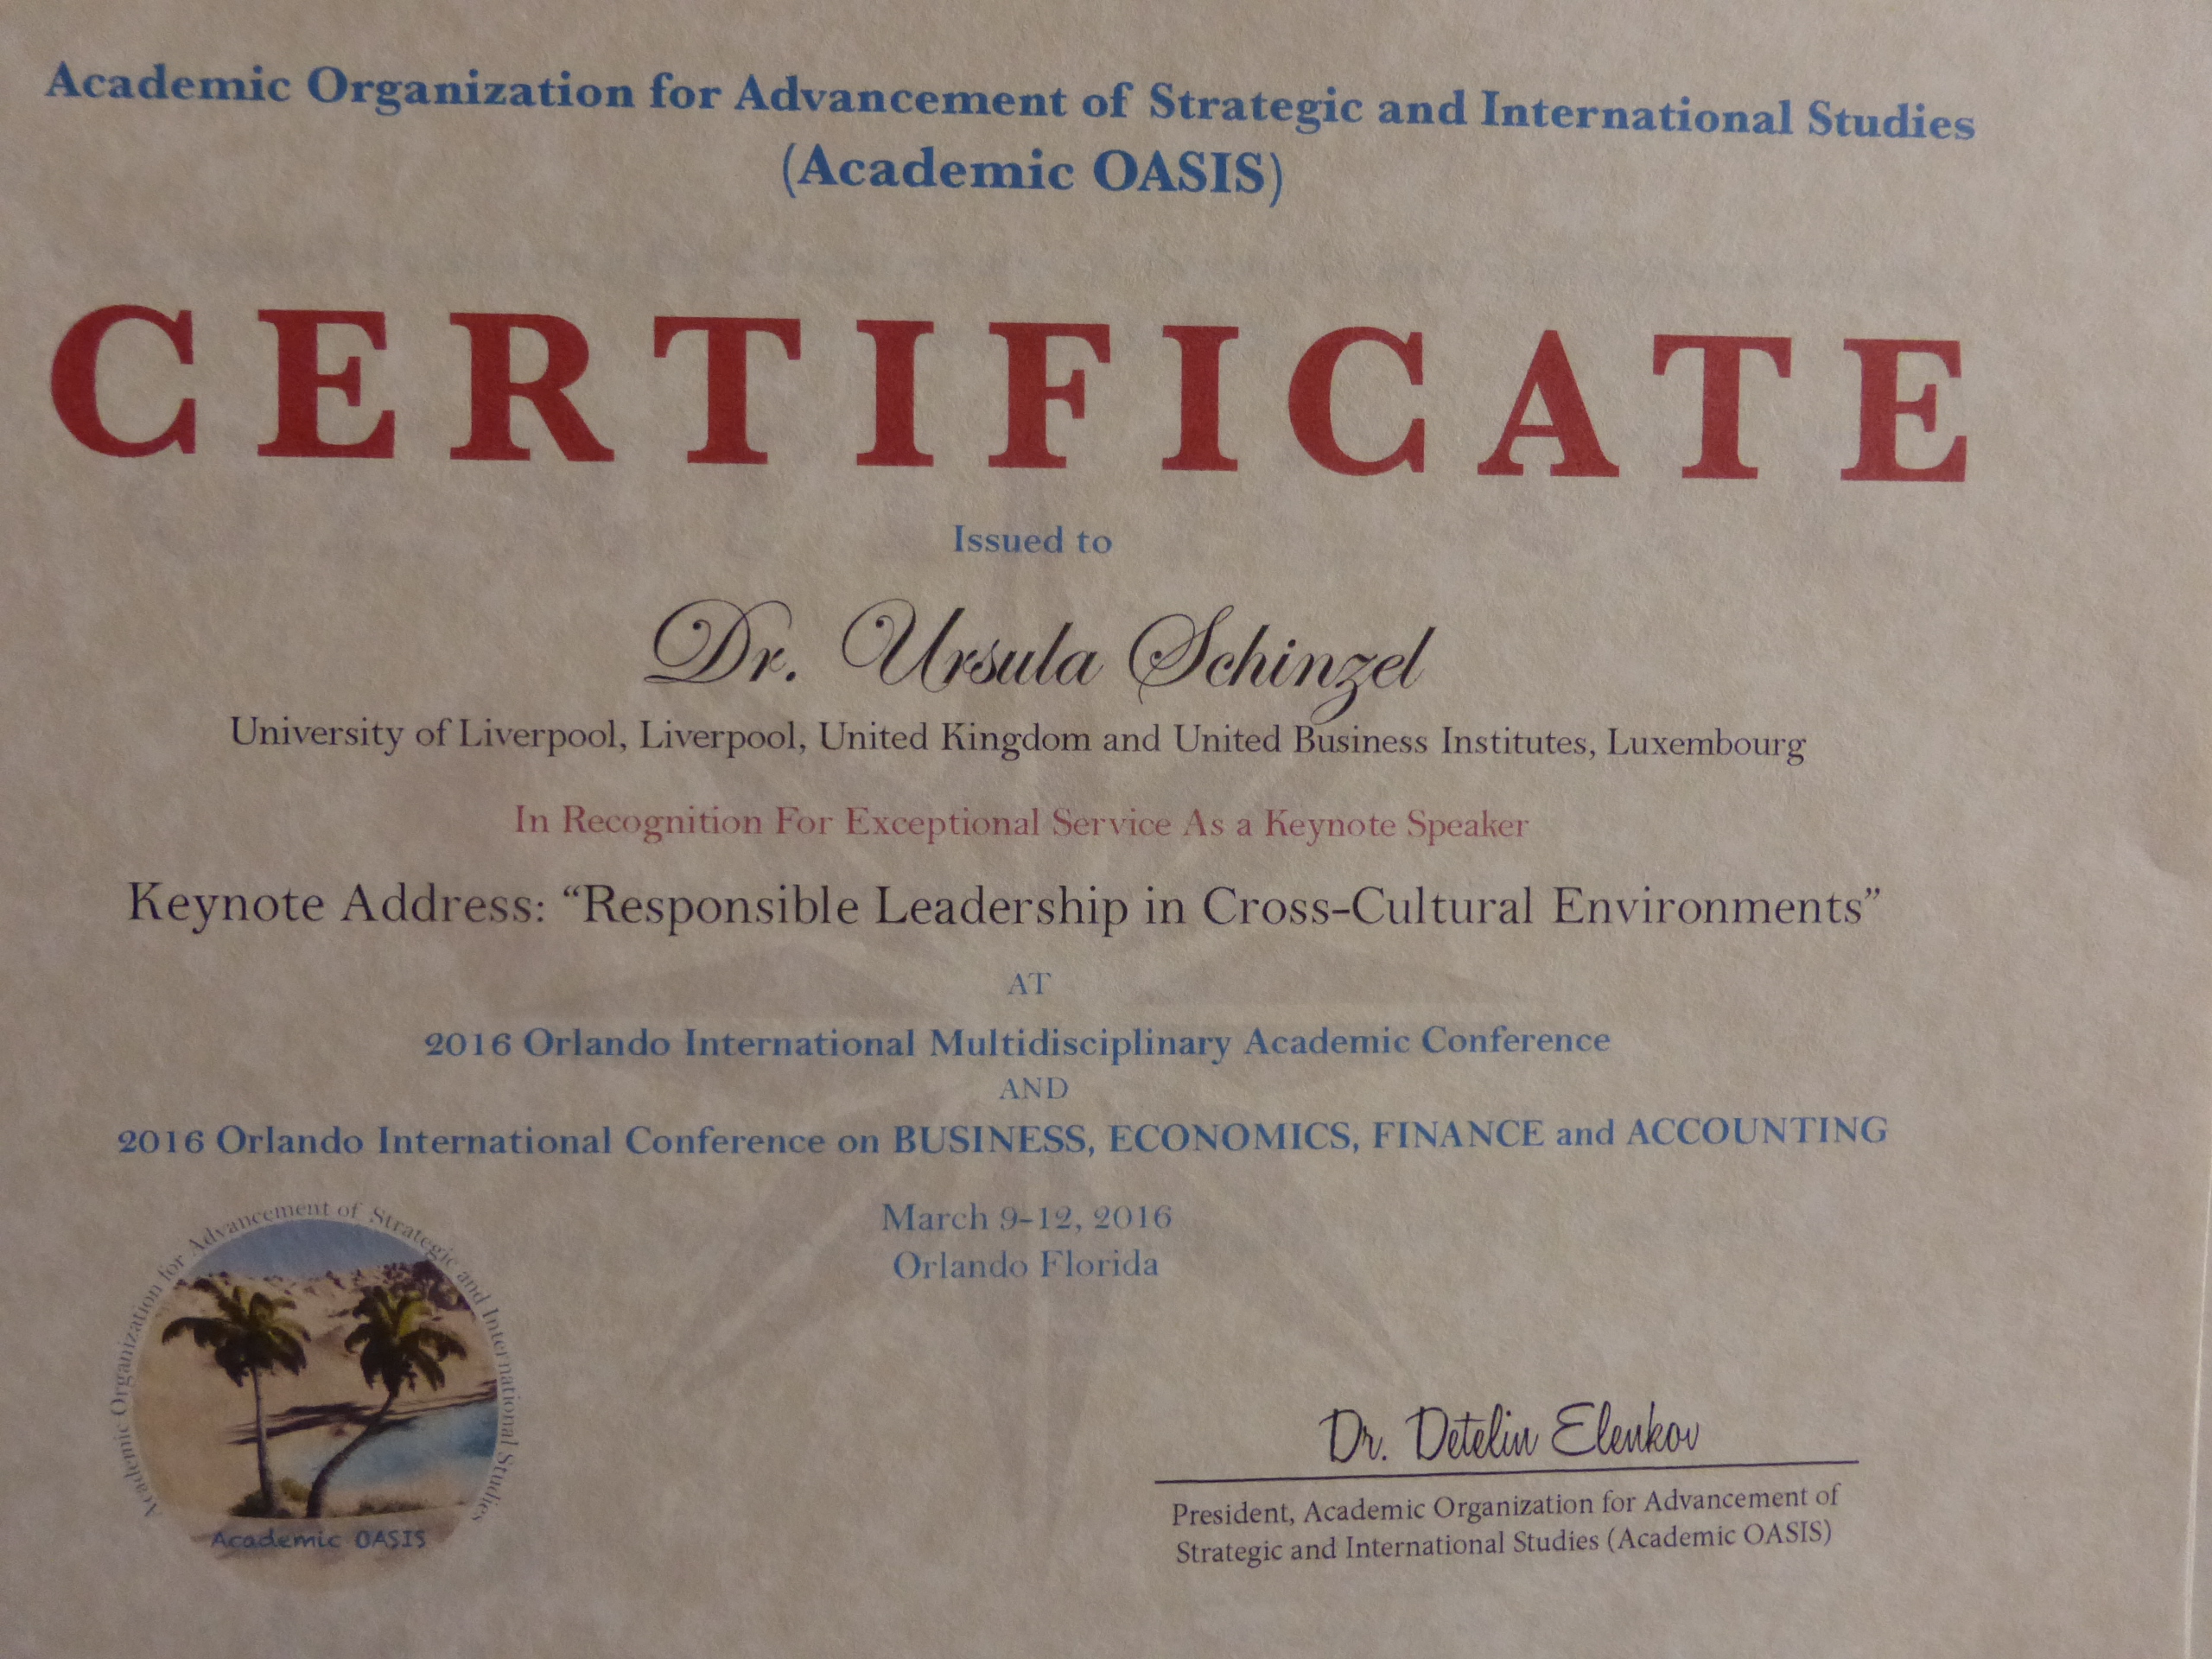 Academic Organization for Advancement of Strategic and International Studies
(Academic OASIS)
CERTIFICATE
Issued to
Dr. Ursula Schinzel
University of Liverpool, Liverpool, United Kingdom and United Business Institutes, Luxembourg
In Recognition For Exceptional Service As a Keynote Speaker
Keynote Address: “Responsible Leadership in Cross-Cultural Environments”
AT
2016 Orlando International Multidisciplinary Academic Conference
AND
2016 Orlando International Conference on BUSINESS, ECONOMICS, FINANCE and ACCOUNTING
March 9-12, 2016
Orlando Florida
Academic Organization for Advancement of Strategic and International Studies
Academic OASIS
Dr. Detelin Elenkov
President, Academic Organization for Advancement of
Strategic and International Studies (Academic OASIS)